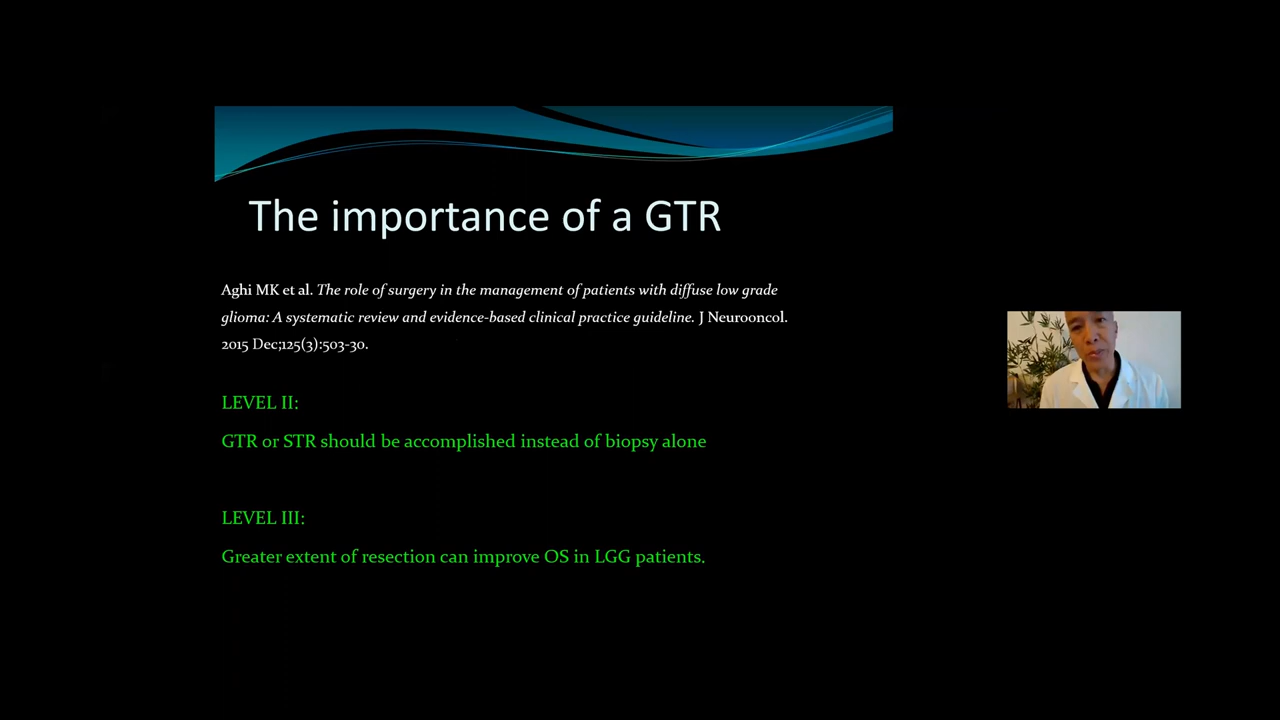 The importance of a GTR
Aghi MK et al. The role of surgery in the management of patients with diffuse low grade
glioma: A systematic review and evidence-based clinical practice guideline. J Neurooncol.
2015 Dec;125(3):503-30.
LEVEL II:
GTR or STR should be accomplished instead of biopsy alone
LEVEL III:
Greater extent of resection can improve OS in LGG patients.